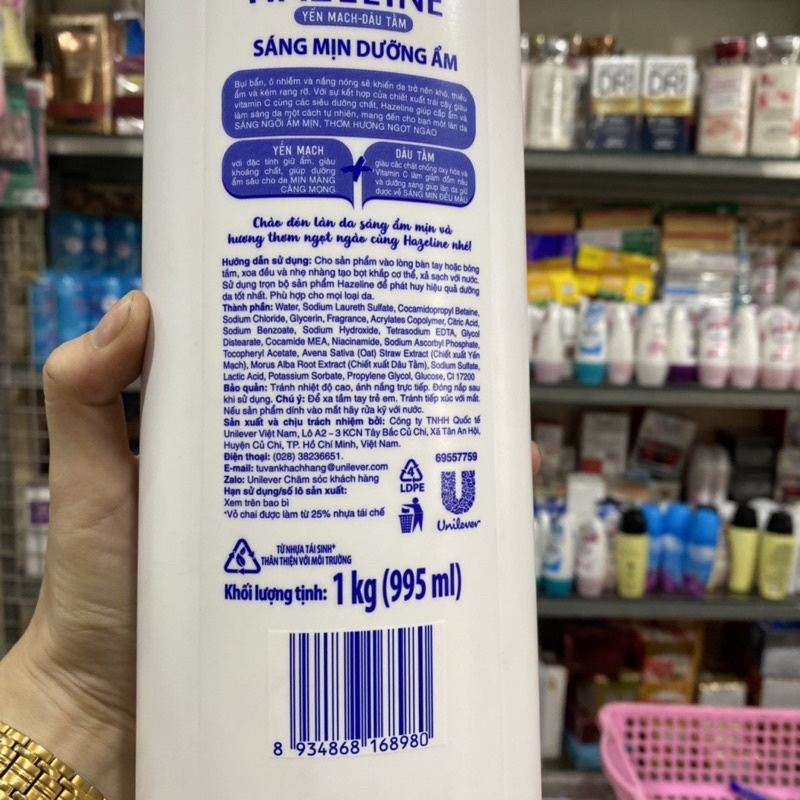 HAZELINE
YẾN MẠCH-DÂU TẰM
SÁNG MỊN DƯỠNG ẨM
Bụi bẩn, ô nhiễm và nắng nóng sẽ khiến da trở nên khô, thiếu
ẩm và kém rạng rỡ. Với sự kết hợp của chiết xuất trái cây giàu
vitamin C cùng các siêu dưỡng chất, Hazeline giúp cấp ẩm và
làm sáng da một cách tự nhiên, mang đến cho bạn một làn da
SÁNG NGỜI ẨM MỊN, THƠM HƯƠNG NGỌT NGÀO
YẾN MẠCH
với đặc tính giữ ẩm, giàu
khoáng chất, giúp dưỡng
ẩm sâu cho da MỊN MÀNG
CĂNG MỌNG
+
DÂU TẰM
giàu các chất chống oxy hóa và
Vitamin C làm giảm đốm nâu
và dưỡng sáng giúp làn da giữ
được vẻ SÁNG MỊN ĐỀU MÀU
Chào đón làn da sáng ẩm mịn và
hương thơm ngọt ngào cùng Hazeline nhé!
Hướng dẫn sử dụng: Cho sản phẩm vào lòng bàn tay hoặc bông
tắm, xoa đều và nhẹ nhàng tạo bọt khắp cơ thể, xả sạch với nước.
Sử dụng trọn bộ sản phẩm Hazeline để phát huy hiệu quả dưỡng
da tốt nhất. Phù hợp cho mọi loại da.
Thành phần: Water, Sodium Laureth Sulfate, Cocamidopropyl Betaine,
Sodium Chloride, Glycerin, Fragrance, Acrylates Copolymer, Citric Acid,
Sodium Benzoate, Sodium Hydroxide, Tetrasodium EDTA, Glycol
Distearate, Cocamide MEA, Niacinamide, Sodium Ascorbyl Phosphate,
Tocopheryl Acetate, Avena Sativa (Oat) Straw Extract (Chiết xuất Yến
Mạch), Morus Alba Root Extract (Chiết xuất Dâu Tằm), Sodium Sulfate,
Lactic Acid, Potassium Sorbate, Propylene Glycol, Glucose, CI 17200
Bảo quản: Tránh nhiệt độ cao, ánh nắng trực tiếp. Đóng nắp sau
khi sử dụng. Chú ý: Để xa tầm tay trẻ em. Tránh tiếp xúc với mắt.
Nếu sản phẩm dính vào mắt hãy rửa kỹ với nước.
Sản xuất và chịu trách nhiệm bởi: Công ty TNHH Quốc tế
Unilever Việt Nam, Lô A2 – 3 KCN Tây Bắc Củ Chi, Xã Tân An Hội,
Huyện Củ Chi, TP. Hồ Chí Minh, Việt Nam.
Điện thoại: (028) 38236651.
E-mail: tuvankhachhang@unilever.com
Zalo: Unilever Chăm sóc khách hàng
Hạn sử dụng/số lô sản xuất:
Xem trên bao bì
*Vỏ chai được làm từ 25% nhựa tái chế
69557759
4
LDPE
Unilever
TỪ NHỰA TÁI SINH*
THÂN THIỆN VỚI MÔI TRƯỜNG
Khối lượng tịnh: 1 kg (995 ml)
8 934868 168980
DR
DR